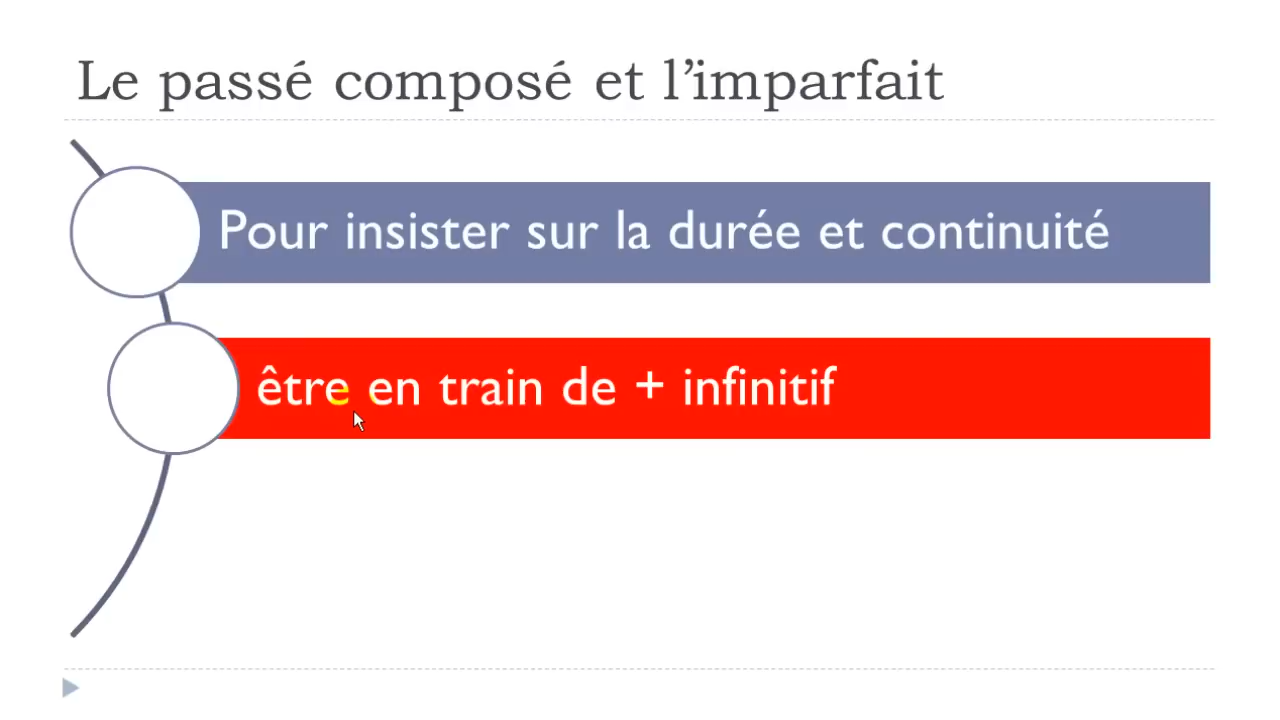 Le passé composé et l’imparfait
Pour insister sur la durée et continuité
être en train de + infinitif